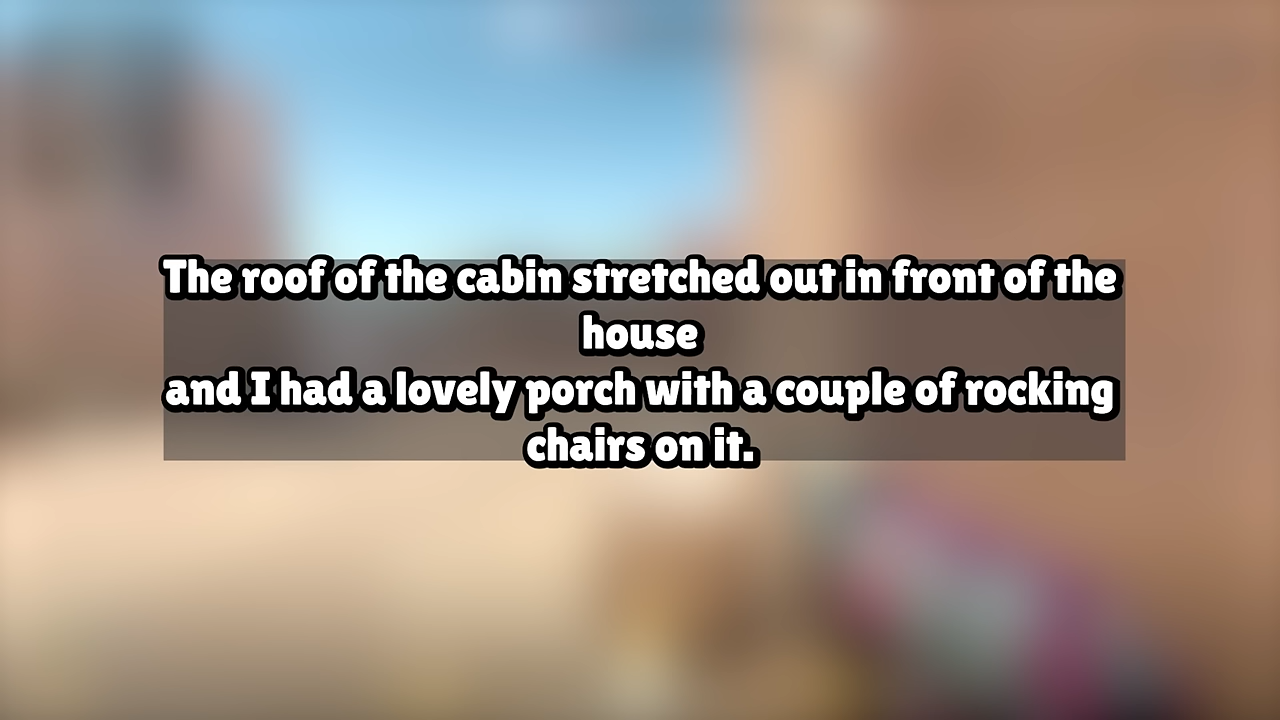 The roof of the cabin stretched out in front of the
house
and I had a lovely porch with a couple of rocking
chairs on it.